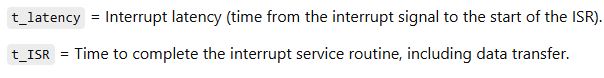 t_latency = Interrupt latency (time from the interrupt signal to the start of the ISR).
t_ISR = Time to complete the interrupt service routine, including data transfer.